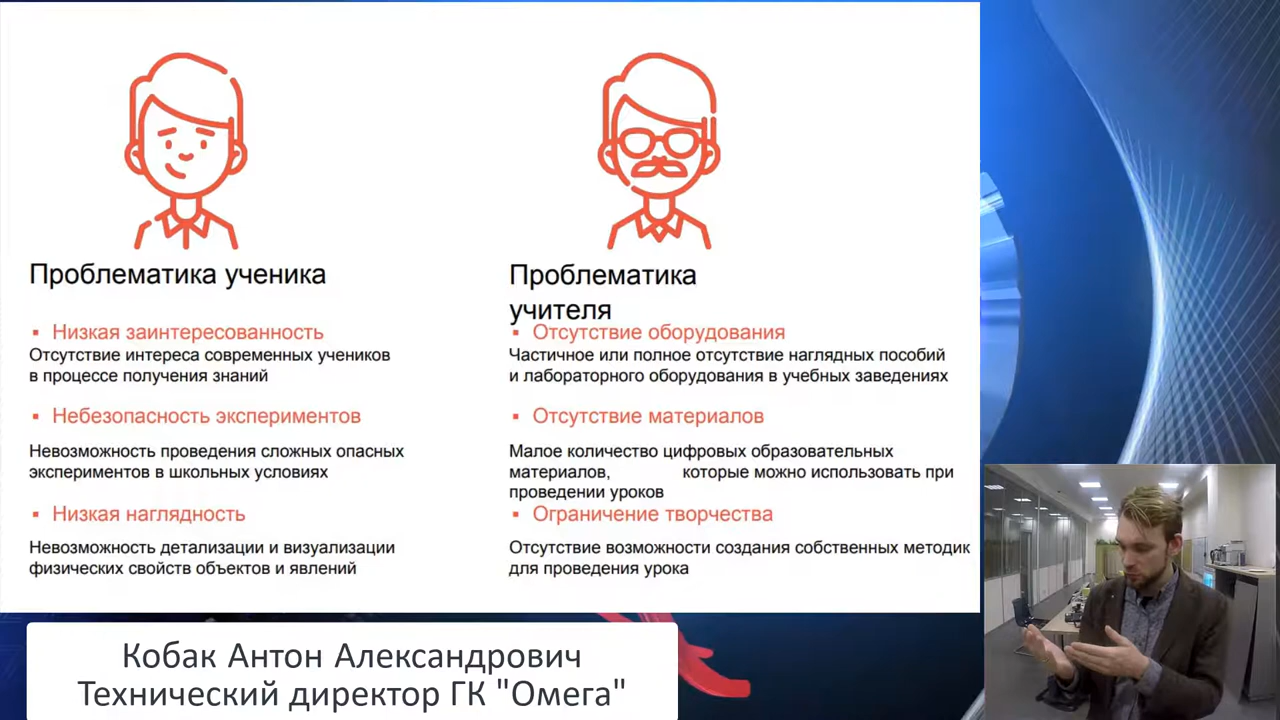 Проблематика ученика
▪ Низкая заинтересованность
Отсутствие интереса современных учеников
в процессе получения знаний
▪ Небезопасность экспериментов
Невозможность проведения сложных опасных
экспериментов в школьных условиях
▪ Низкая наглядность
Невозможность детализации и визуализации
физических свойств объектов и явлений
Проблематика
учителя
▪ Отсутствие оборудования
Частичное или полное отсутствие наглядных пособий
и лабораторного оборудования в учебных заведениях
▪ Отсутствие материалов
Малое количество цифровых образовательных
материалов, которые можно использовать при
проведении уроков
▪ Ограничение творчества
Отсутствие возможности создания собственных методик
для проведения урока
Кобак Антон Александрович
Технический директор ГК "Омега"